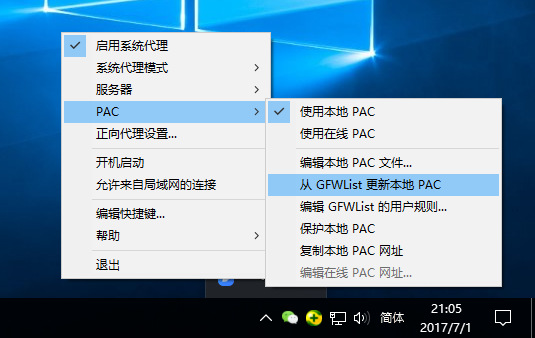 启用系统代理
系统代理模式
服务器
PAC
正向代理设置...
开机启动
允许来自局域网的连接
编辑快捷键...
帮助
退出
使用本地 PAC
使用在线 PAC
编辑本地 PAC 文件...
从 GFWList 更新本地 PAC
编辑 GFWList 的用户规则...
保护本地 PAC
复制本地 PAC 网址
编辑在线 PAC 网址...
简体
21:05
2017/7/1